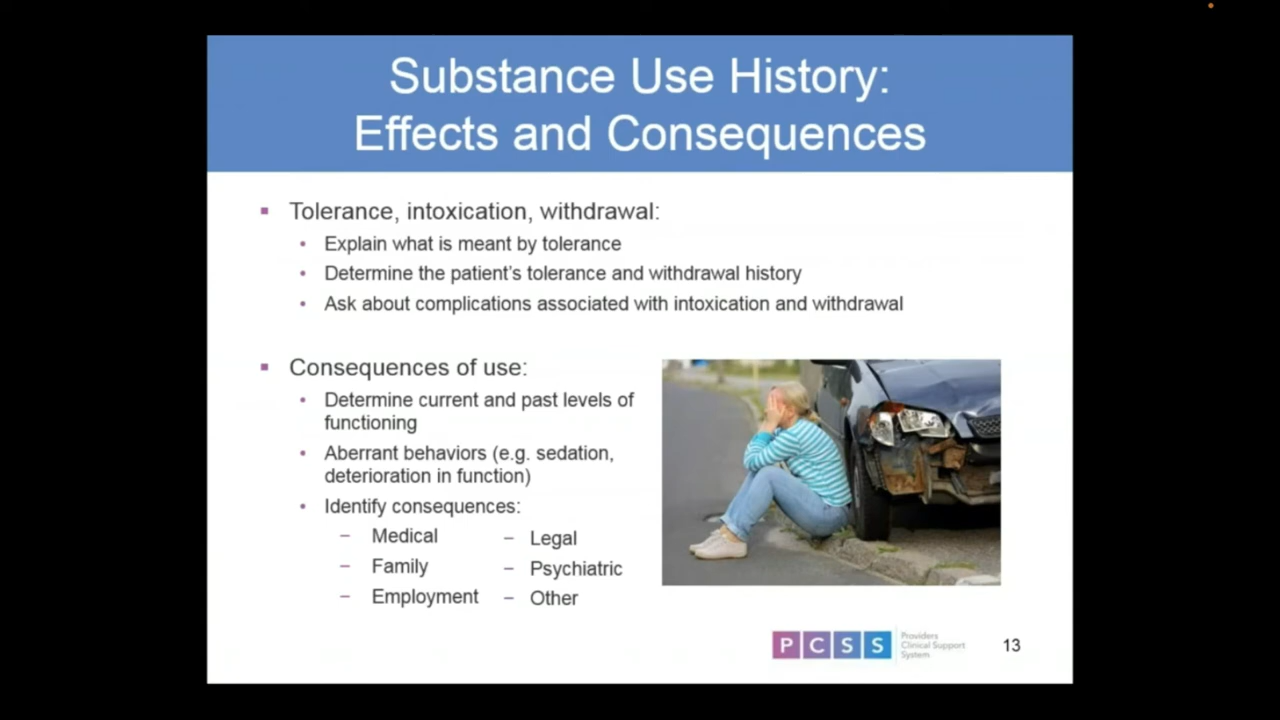 Substance Use History:
Effects and Consequences
Tolerance, intoxication, withdrawal:
Explain what is meant by tolerance
Determine the patient's tolerance and withdrawal history
Ask about complications associated with intoxication and withdrawal
Consequences of use:
Determine current and past levels of
functioning
Aberrant behaviors (e.g. sedation,
deterioration in function)
Identify consequences:
– Medical
– Family
– Employment
– Legal
– Psychiatric
– Other
PCSS
Providers
Clinical Support
System
13